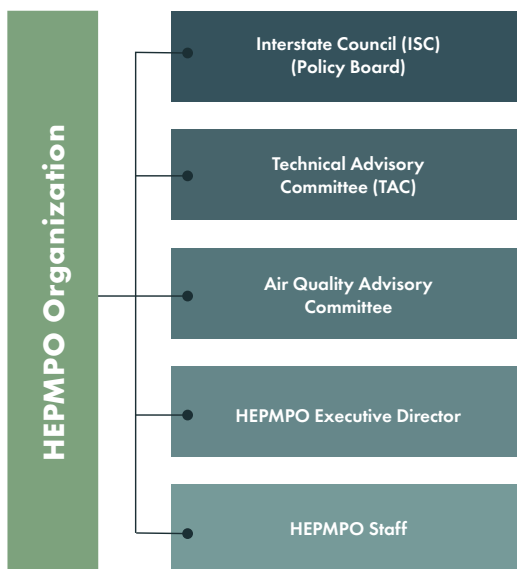 HEPMPO Organization
Interstate Council (ISC)
(Policy Board)
Technical Advisory
Committee (TAC)
Air Quality Advisory
Committee
HEPMPO Executive Director
HEPMPO Staff